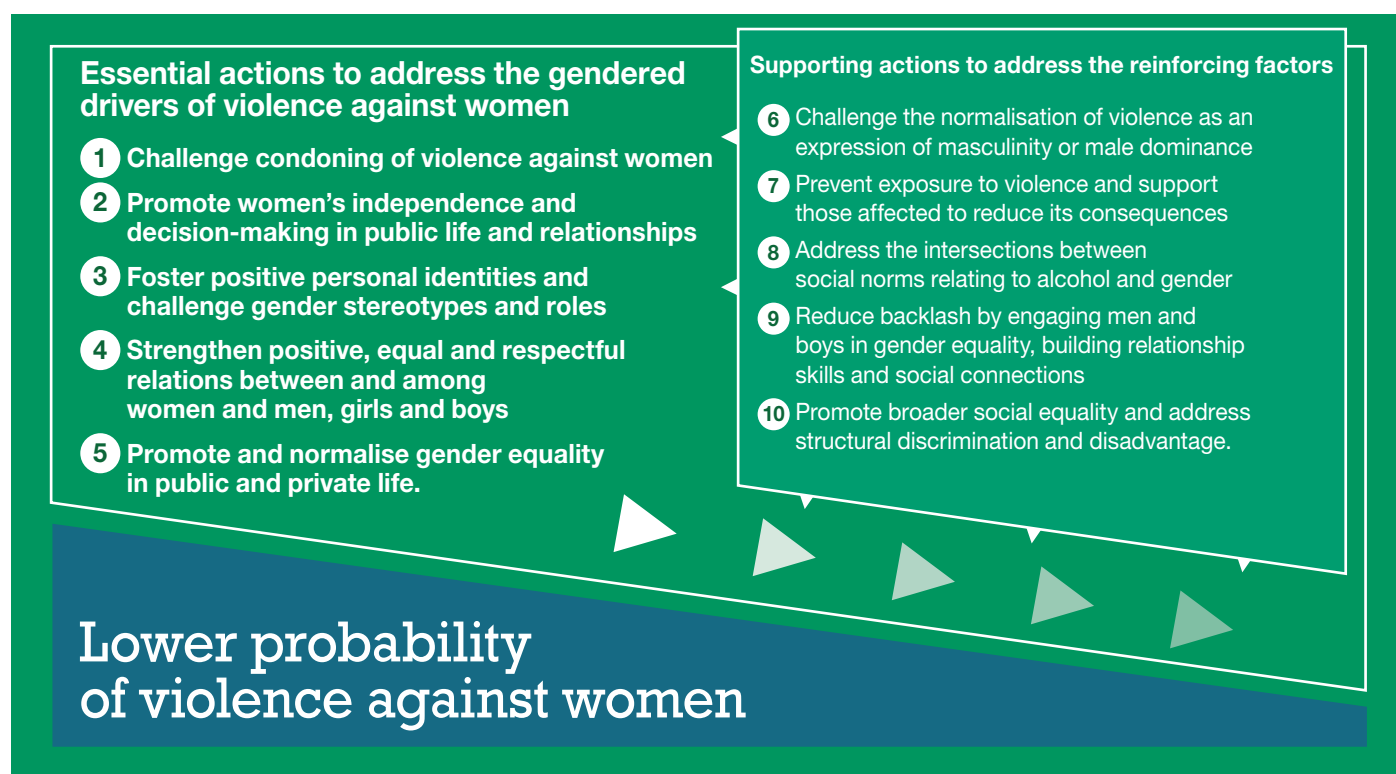 Essential actions to address the gendered
drivers of violence against women
1 Challenge condoning of violence against women
2 Promote women’s independence and
decision-making in public life and relationships
3 Foster positive personal identities and
challenge gender stereotypes and roles
4 Strengthen positive, equal and respectful
relations between and among
women and men, girls and boys
5 Promote and normalise gender equality
in public and private life.
Supporting actions to address the reinforcing factors
6 Challenge the normalisation of violence as an
expression of masculinity or male dominance
7 Prevent exposure to violence and support
those affected to reduce its consequences
8 Address the intersections between
social norms relating to alcohol and gender
9 Reduce backlash by engaging men and
boys in gender equality, building relationship
skills and social connections
10 Promote broader social equality and address
structural discrimination and disadvantage.
Lower probability
of violence against women